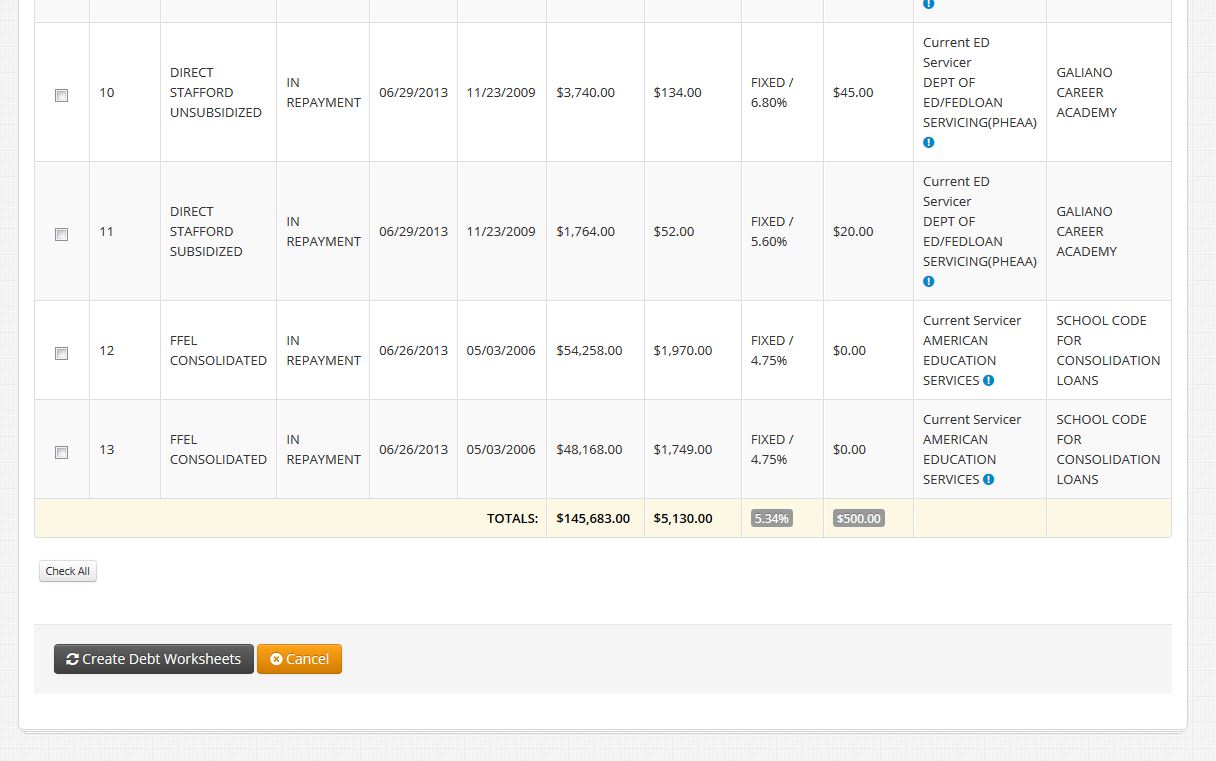 10
DIRECT
STAFFORD
UNSUBSIDIZED
IN
REPAYMENT
06/29/2013
11/23/2009
$3,740.00
$134.00
FIXED /
6.80%
$45.00
Current ED
Servicer
DEPT OF
ED/FEDLOAN
SERVICING(PHEAA)
GALIANO
CAREER
ACADEMY
11
DIRECT
STAFFORD
SUBSIDIZED
IN
REPAYMENT
06/29/2013
11/23/2009
$1,764.00
$52.00
FIXED /
5.60%
$20.00
Current ED
Servicer
DEPT OF
ED/FEDLOAN
SERVICING(PHEAA)
GALIANO
CAREER
ACADEMY
12
FFEL
CONSOLIDATED
IN
REPAYMENT
06/26/2013
05/03/2006
$54,258.00
$1,970.00
FIXED /
4.75%
$0.00
Current Servicer
AMERICAN
EDUCATION
SERVICES
SCHOOL CODE
FOR
CONSOLIDATION
LOANS
13
FFEL
CONSOLIDATED
IN
REPAYMENT
06/26/2013
05/03/2006
$48,168.00
$1,749.00
FIXED /
4.75%
$0.00
Current Servicer
AMERICAN
EDUCATION
SERVICES
SCHOOL CODE
FOR
CONSOLIDATION
LOANS
TOTALS: $145,683.00 $5,130.00 5.34% $500.00
Check All
Create Debt Worksheets Cancel